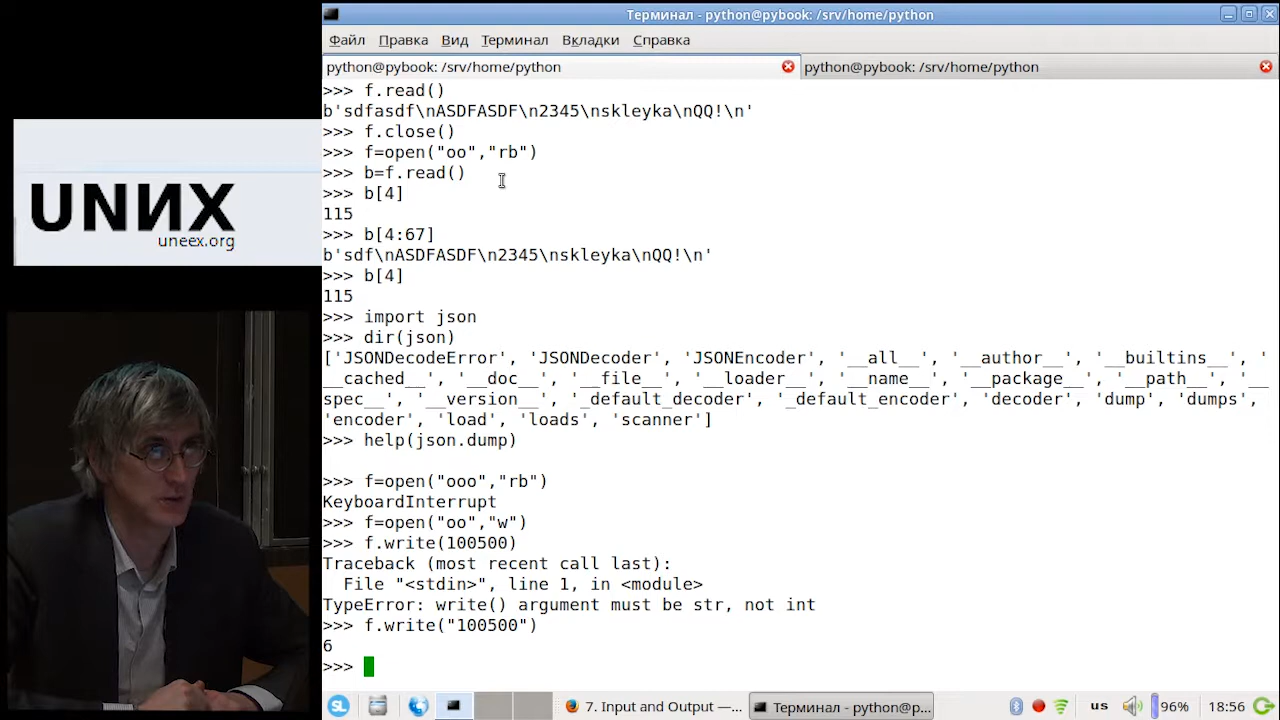 Терминал - python@pybook: /srv/home/python
Файл Правка Вид Терминал Вкладки Справка
python@pybook: /srv/home/python python@pybook: /srv/home/python
>>> f.read()
b'sdfasdf\nASDFASDF\n2345\nskleyka\nQQ!\n'
>>> f.close()
>>> f=open("oo","rb")
>>> b=f.read()
>>> b[4]
115
>>> b[4:67]
b'sdf\nASDFASDF\n2345\nskleyka\nQQ!\n'
>>> b[4]
115
>>> import json
>>> dir(json)
['JSONDecodeError', 'JSONDecoder', 'JSONEncoder', '__all__', '__author__', '__builtins__', '
__cached__', '__doc__', '__file__', '__loader__', '__name__', '__package__', '__path__', '__
spec__', '__version__', '_default_decoder', '_default_encoder', 'decoder', 'dump', 'dumps',
'encoder', 'load', 'loads', 'scanner']
>>> help(json.dump)
>>> f=open("ooo","rb")
KeyboardInterrupt
>>> f=open("oo","w")
>>> f.write(100500)
Traceback (most recent call last):
  File "<stdin>", line 1, in <module>
TypeError: write() argument must be str, not int
>>> f.write("100500")
6
>>>
7. Input and Output —... Терминал - python@p... us 96% 18:56
UNИX
uneex.org